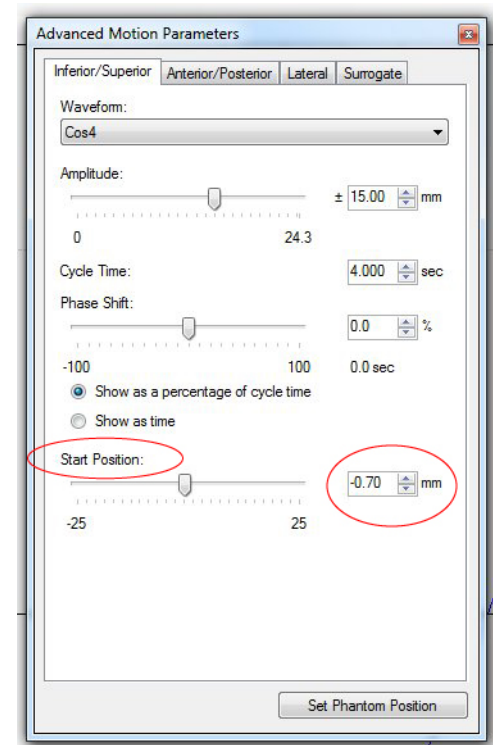 Advanced Motion Parameters
Inferior/Superior Anterior/Posterior Lateral Surrogate
Waveform:
Cos4
Amplitude:
± 15.00 mm
0 24.3
Cycle Time: 4.000 sec
Phase Shift:
0.0 %
-100 100 0.0 sec
Show as a percentage of cycle time
Show as time
Start Position:
-0.70 mm
-25 25
Set Phantom Position